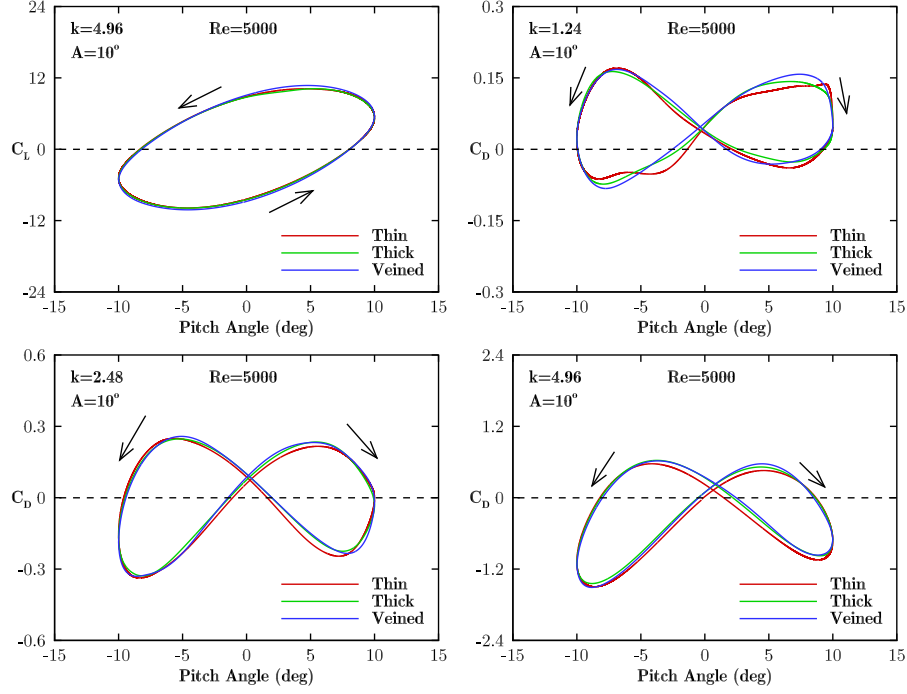 24
12
0
-12
-24
C_L
k=4.96 Re=5000
A=10°
Thin
Thick
Veined
-15 -10 -5 0 5 10 15
Pitch Angle (deg)
0.3
0.15
0
-0.15
-0.3
C_D
k=1.24 Re=5000
A=10°
Thin
Thick
Veined
-15 -10 -5 0 5 10 15
Pitch Angle (deg)
0.6
0.3
0
-0.3
-0.6
C_D
k=2.48 Re=5000
A=10°
Thin
Thick
Veined
-15 -10 -5 0 5 10 15
Pitch Angle (deg)
2.4
1.2
0
-1.2
-2.4
C_D
k=4.96 Re=5000
A=10°
Thin
Thick
Veined
-15 -10 -5 0 5 10 15
Pitch Angle (deg)